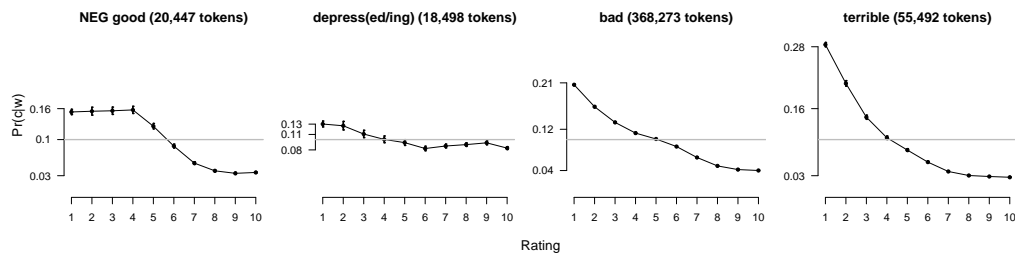 NEG good (20,447 tokens)
depress(ed/ing) (18,498 tokens)
bad (368,273 tokens)
terrible (55,492 tokens)
Pr(c|w)
0.16
0.1
0.03
1 2 3 4 5 6 7 8 9 10
0.13
0.11
0.08
1 2 3 4 5 6 7 8 9 10
0.21
0.12
0.04
1 2 3 4 5 6 7 8 9 10
0.28
0.16
0.03
1 2 3 4 5 6 7 8 9 10
Rating